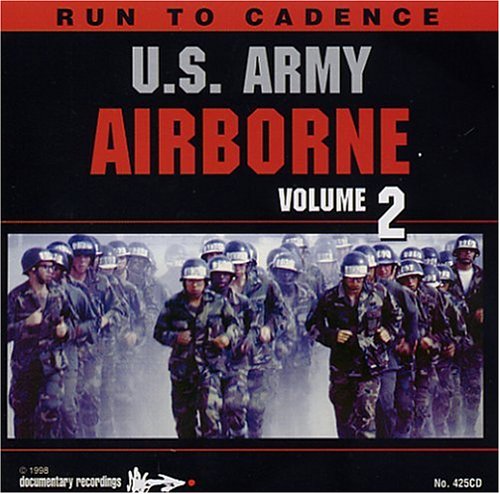 RUN TO CADENCE
U.S. ARMY
AIRBORNE
VOLUME 2
© 1998
documentary recordings
No. 425CD